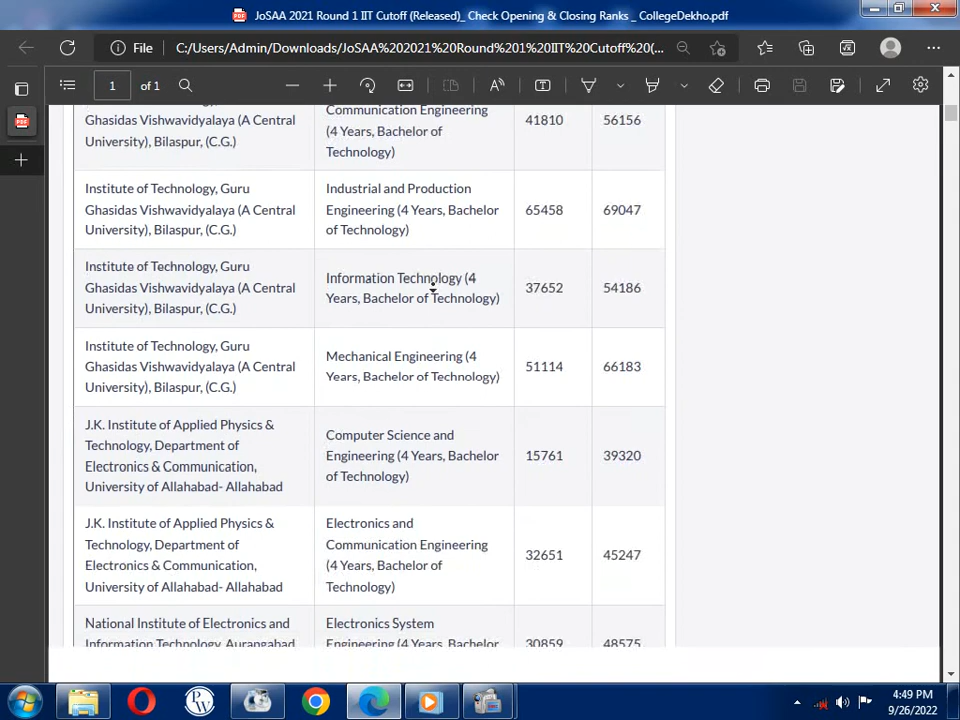 JoSAA 2021 Round 1 IIT Cutoff (Released)_ Check Opening & Closing Ranks _ CollegeDekho.pdf
File
C:/Users/Admin/Downloads/JoSAA%202021%20Round%201%20IIT%20Cutoff%20(...
1
of 1
Ghasidas Vishwavidyalaya (A Central
University), Bilaspur, (C.G.)
Communication Engineering
(4 Years, Bachelor of
Technology)
41810
56156
Institute of Technology, Guru
Ghasidas Vishwavidyalaya (A Central
University), Bilaspur, (C.G.)
Industrial and Production
Engineering (4 Years, Bachelor
of Technology)
65458
69047
Institute of Technology, Guru
Ghasidas Vishwavidyalaya (A Central
University), Bilaspur, (C.G.)
Information Technology (4
Years, Bachelor of Technology)
37652
54186
Institute of Technology, Guru
Ghasidas Vishwavidyalaya (A Central
University), Bilaspur, (C.G.)
Mechanical Engineering (4
Years, Bachelor of Technology)
51114
66183
J.K. Institute of Applied Physics &
Technology, Department of
Electronics & Communication,
University of Allahabad- Allahabad
Computer Science and
Engineering (4 Years, Bachelor
of Technology)
15761
39320
J.K. Institute of Applied Physics &
Technology, Department of
Electronics & Communication,
University of Allahabad- Allahabad
Electronics and
Communication Engineering
(4 Years, Bachelor of
Technology)
32651
45247
National Institute of Electronics and
Information Technology, Aurangabad
Electronics System
Engineering (4 Years, Bachelor
30859
48575
PW
4:49 PM
9/26/2022